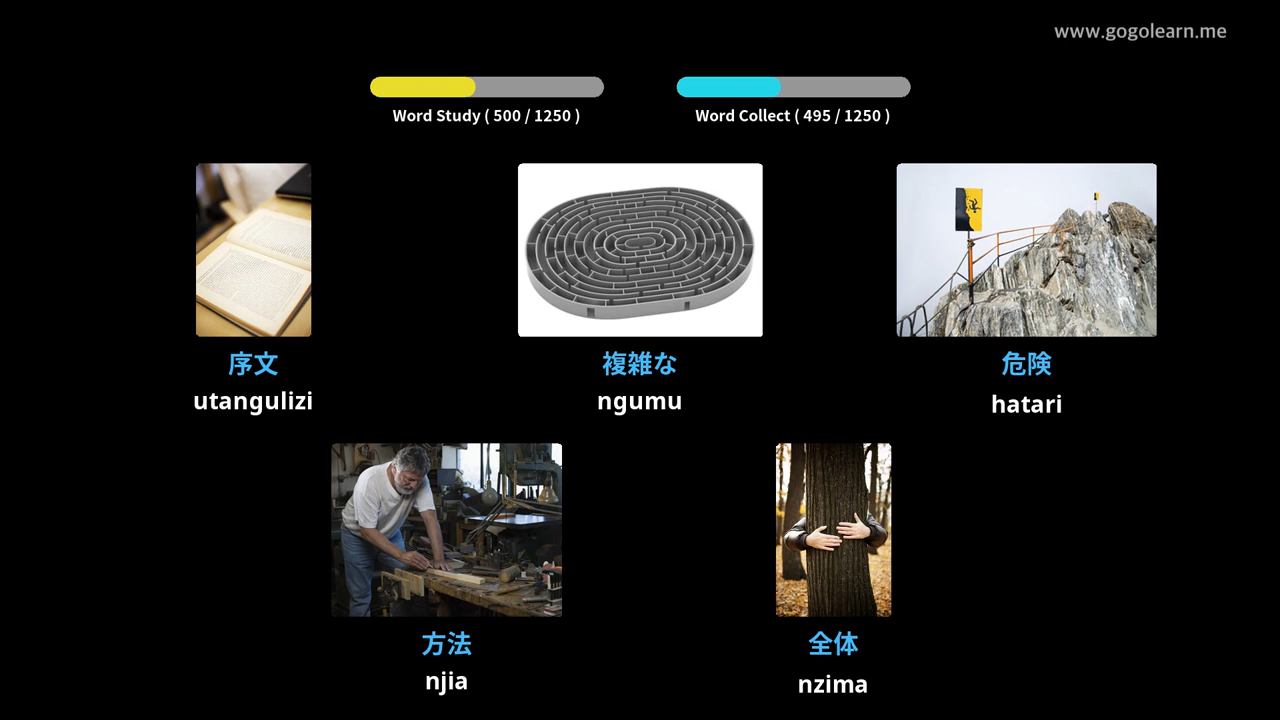 www.gogolearn.me
Word Study ( 500 / 1250 )
Word Collect ( 495 / 1250 )
序文
utangulizi
複雑な
ngumu
危険
hatari
方法
njia
全体
nzima